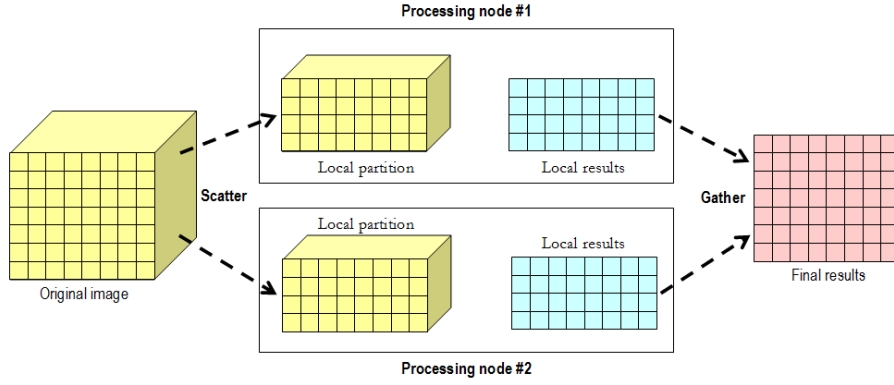 Processing node #1
Local partition
Local results
Scatter
Gather
Local partition
Local results
Original image
Final results
Processing node #2